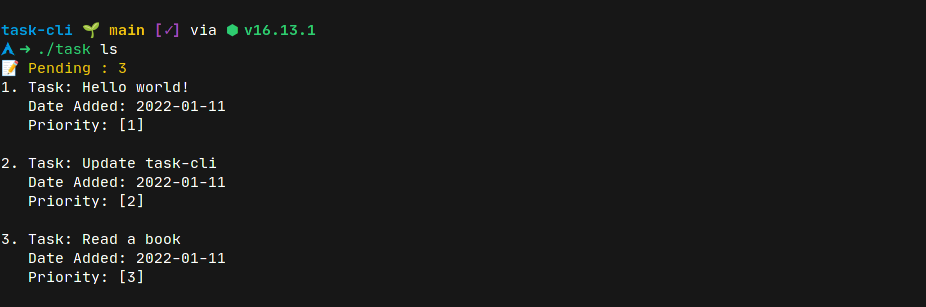 task-cli 🌱 main [✓] via ⬢ v16.13.1
➜ ./task ls
📝 Pending : 3
1. Task: Hello world!
Date Added: 2022-01-11
Priority: [1]
2. Task: Update task-cli
Date Added: 2022-01-11
Priority: [2]
3. Task: Read a book
Date Added: 2022-01-11
Priority: [3]